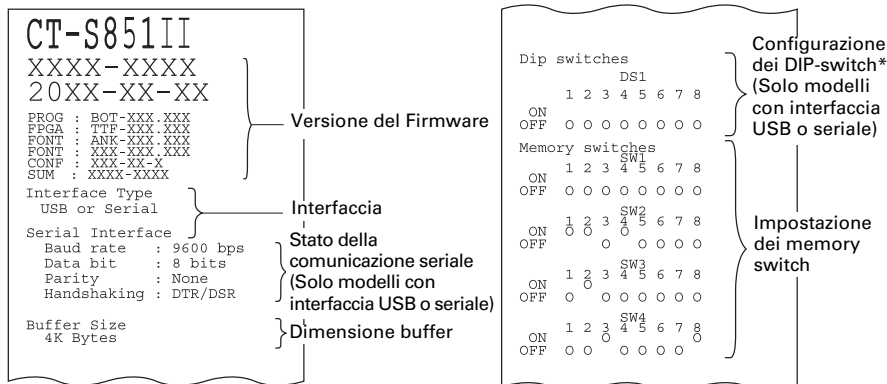 CT-S851II
XXXX-XXXX
20XX-XX-XX
PROG : BOT-XXX.XXX
FPGA : TTF-XXX.XXX
FONT : ANK-XXX.XXX
FONT : XXX-XXX.XXX
CONF : XXX-XX-X
SUM : XXXX-XXXX
Versione del Firmware
Interface Type
USB or Serial
Interfaccia
Serial Interface
Baud rate : 9600 bps
Data bit : 8 bits
Parity : None
Handshaking : DTR/DSR
Stato della
comunicazione seriale
(Solo modelli con
interfaccia USB o seriale)
Buffer Size
4K Bytes
Dimensione buffer
Dip switches
DS1
1 2 3 4 5 6 7 8
ON
OFF O O O O O O O O
Configurazione
dei DIP-switch*
(Solo modelli
con interfaccia
USB o seriale)
Memory switches
SW1
1 2 3 4 5 6 7 8
ON
OFF O O O O O O O O
SW2
1 2 3 4 5 6 7 8
ON O O O
OFF O O O O O
SW3
1 2 3 4 5 6 7 8
ON O
OFF O O O O O O O
SW4
1 2 3 4 5 6 7 8
ON O O
OFF O O O O O O
Impostazione
dei memory
switch